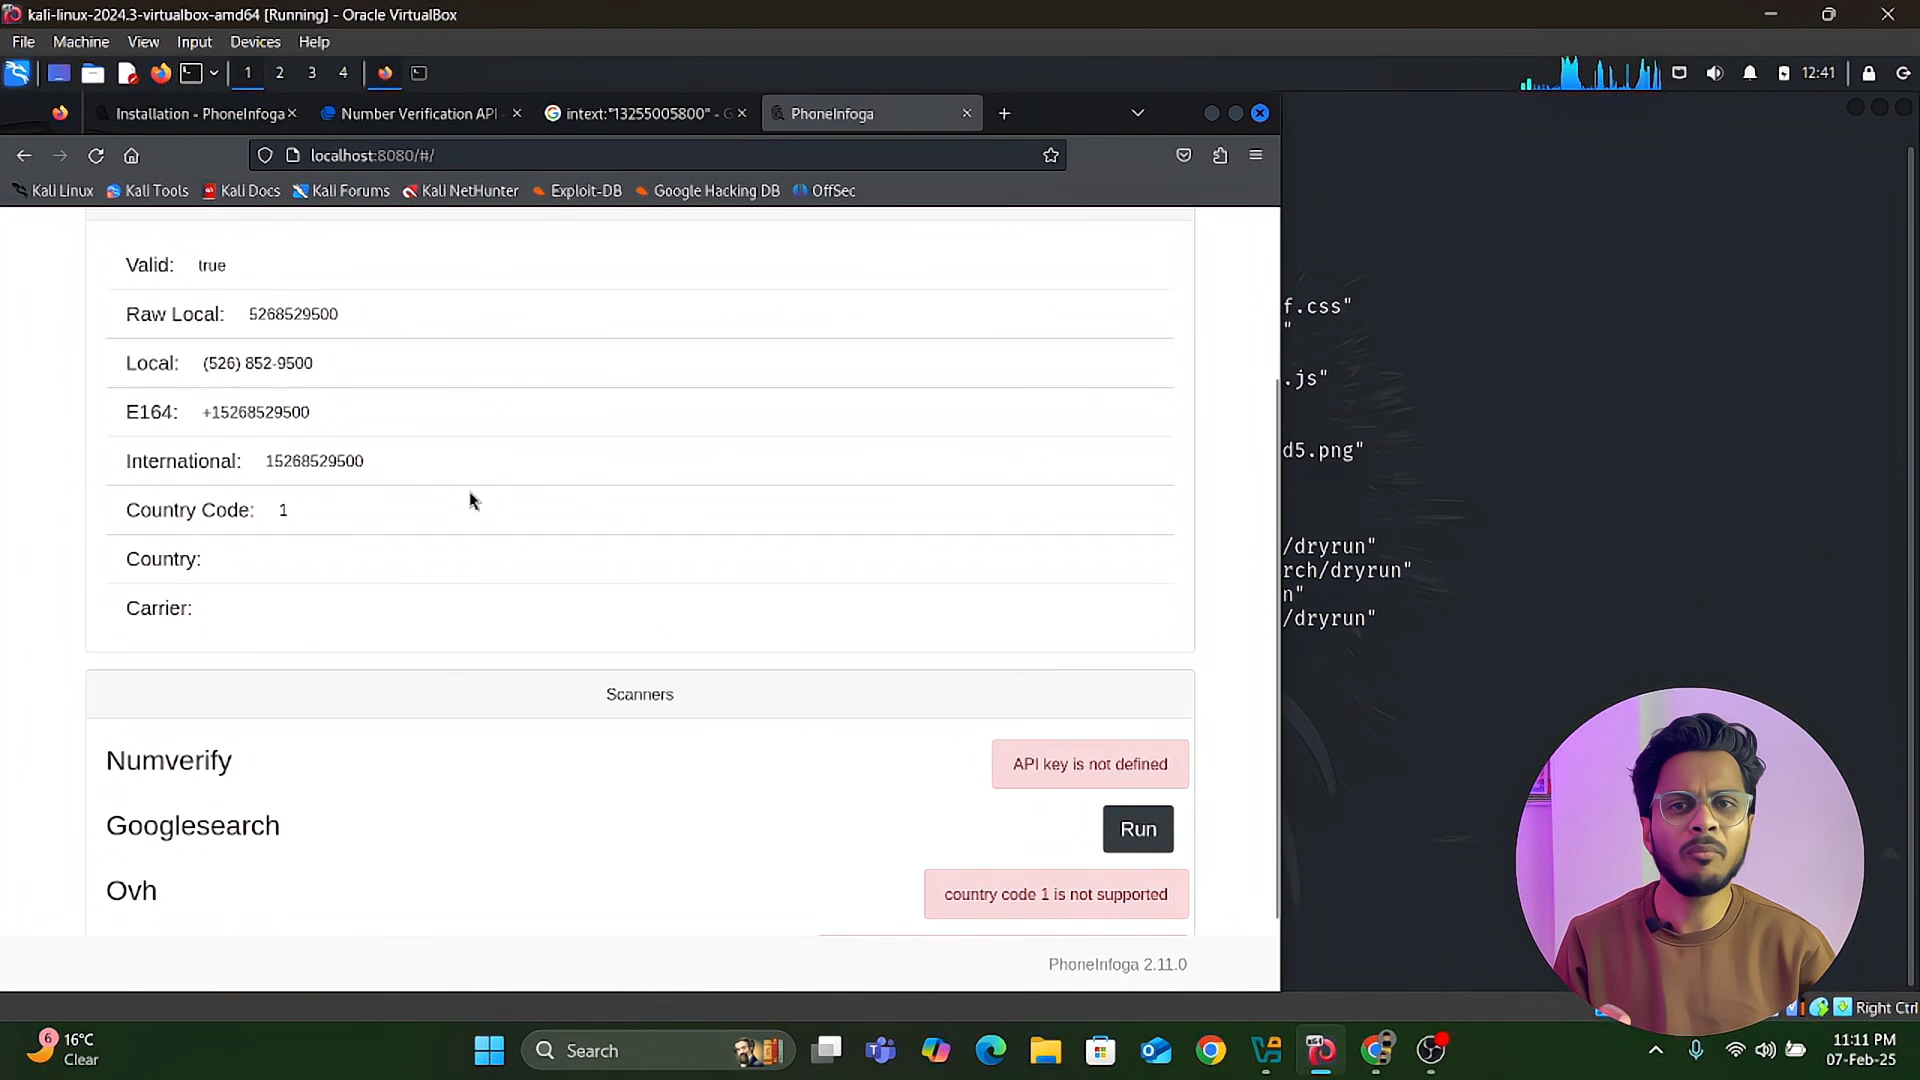 kali-linux-2024.3-virtualbox-amd64 [Running] - Oracle VirtualBox
File Machine View Input Devices Help
1 2 3 4 12:41
Installation - PhoneInfoga Number Verification API intext:"13255005800" - G PhoneInfoga
localhost:8080/#/
Kali Linux Kali Tools Kali Docs Kali Forums Kali NetHunter Exploit-DB Google Hacking DB OffSec
Valid: true
Raw Local: 5268529500
Local: (526) 852-9500
E164: +15268529500
International: 15268529500
Country Code: 1
Country:
Carrier:
Scanners
Numverify API key is not defined
Googlesearch Run
Ovh country code 1 is not supported
PhoneInfoga 2.11.0
f.css"
"
.js"
d5.png"
/dryrun"
rch/dryrun"
n"
/dryrun"
Right Ctrl
6 16°C
Clear
Search
11:11 PM
07-Feb-25